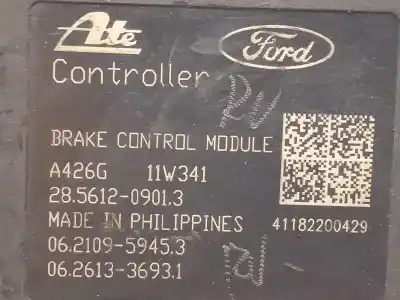 Ate Ford
Controller
BRAKE CONTROL MODULE
A426G 11W341
28.5612-0901.3
MADE IN PHILIPPINES 41182200429
06.2109-5945.3
06.2613-3693.1